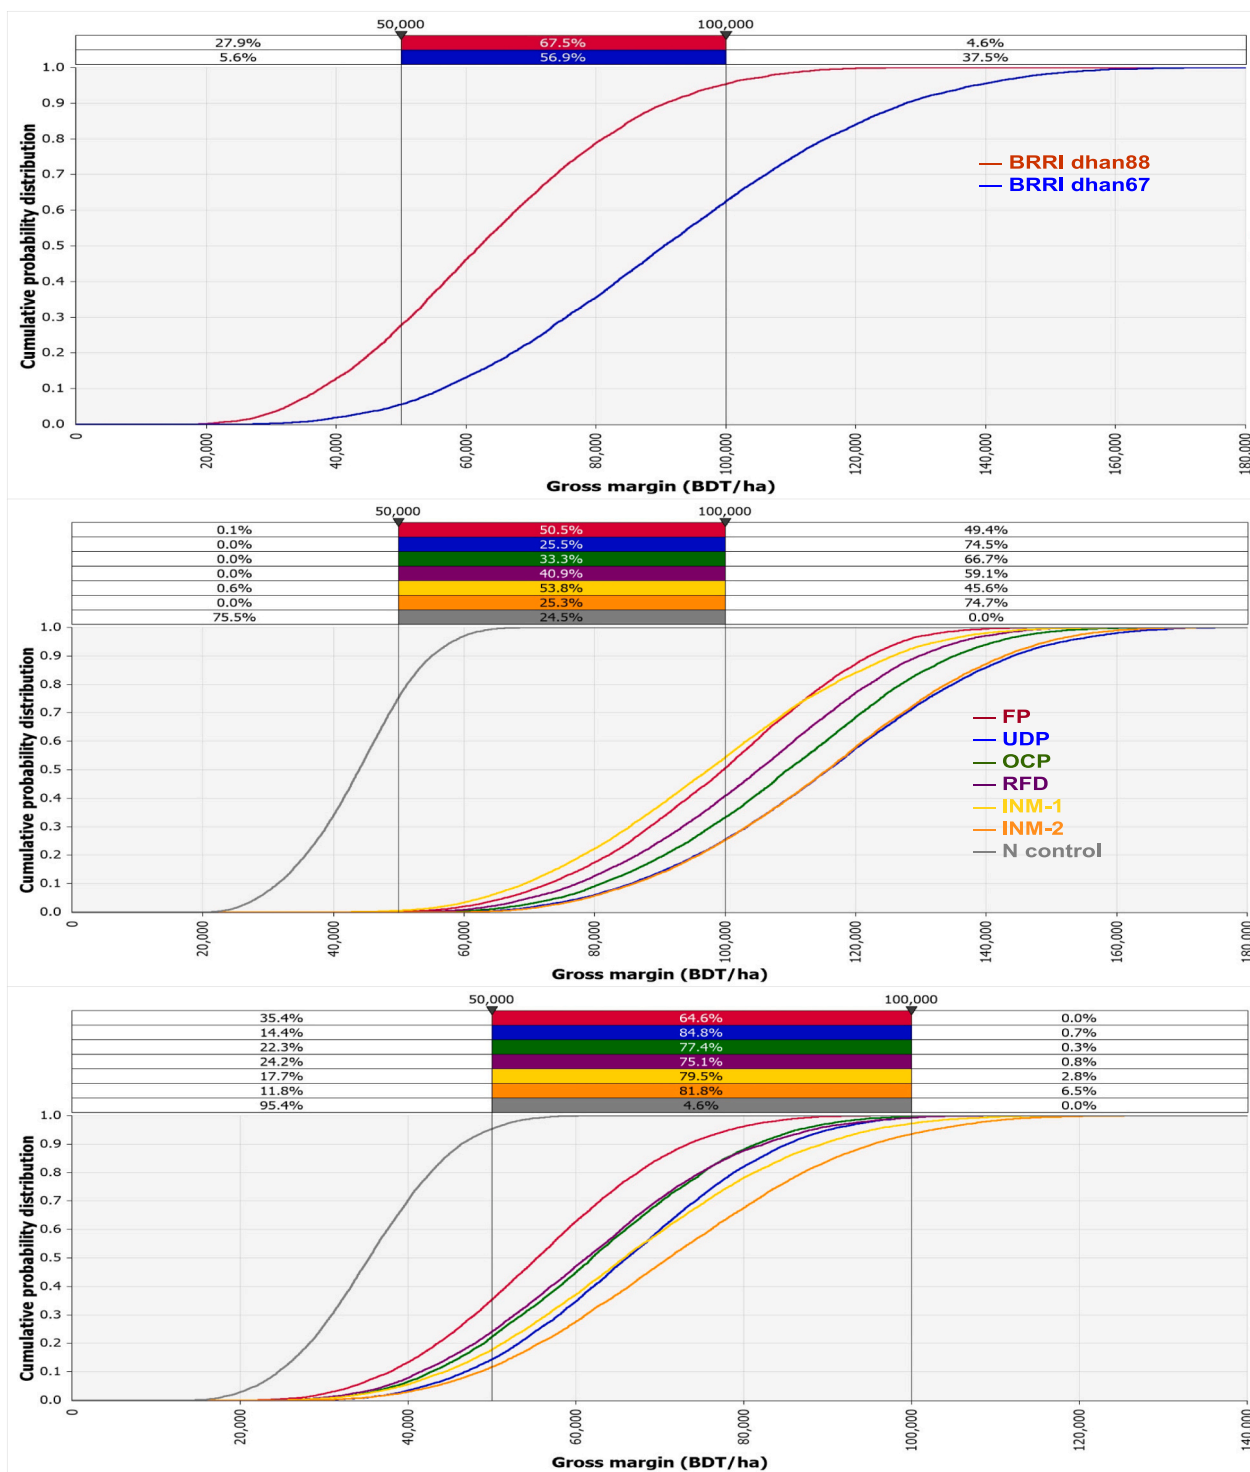 50,000 100,000
27.9% 67.5% 4.6%
5.6% 56.9% 37.5%
Cumulative probability distribution
1.0
0.9
0.8
0.7
0.6
0.5
0.4
0.3
0.2
0.1
0.0
BRRI dhan88
BRRI dhan67
0 20,000 40,000 60,000 80,000 100,000 120,000 140,000 160,000 180,000
Gross margin (BDT/ha)
50,000 100,000
0.1% 50.5% 49.4%
0.0% 25.5% 74.5%
0.0% 33.3% 66.7%
0.0% 40.9% 59.1%
0.6% 53.8% 45.6%
0.0% 25.3% 74.7%
75.5% 24.5% 0.0%
Cumulative probability distribution
1.0
0.9
0.8
0.7
0.6
0.5
0.4
0.3
0.2
0.1
0.0
FP
UDP
OCP
RFD
INM-1
INM-2
N control
0 20,000 40,000 60,000 80,000 100,000 120,000 140,000 160,000 180,000
Gross margin (BDT/ha)
50,000 100,000
35.4% 64.6% 0.0%
14.4% 84.8% 0.7%
22.3% 77.4% 0.3%
24.2% 75.1% 0.8%
17.7% 79.5% 2.8%
11.8% 81.8% 6.5%
95.4% 4.6% 0.0%
Cumulative probability distribution
1.0
0.9
0.8
0.7
0.6
0.5
0.4
0.3
0.2
0.1
0.0
0 20,000 40,000 60,000 80,000 100,000 120,000 140,000
Gross margin (BDT/ha)